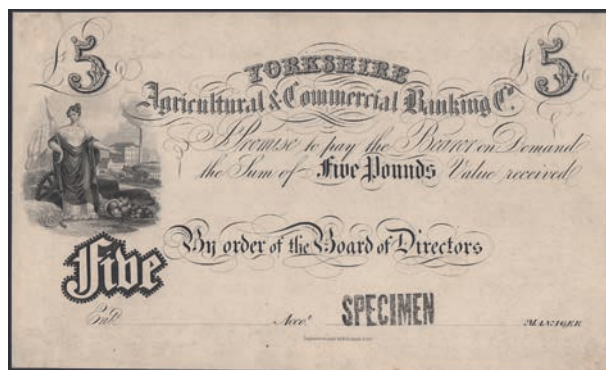 £5 £5
YORKSHIRE
Agricultural & Commercial Banking Co.
I Promise to pay the Bearer on Demand
the Sum of Five Pounds Value received
By order of the Board of Directors
Five
Entd. Acct. SPECIMEN MANAGER